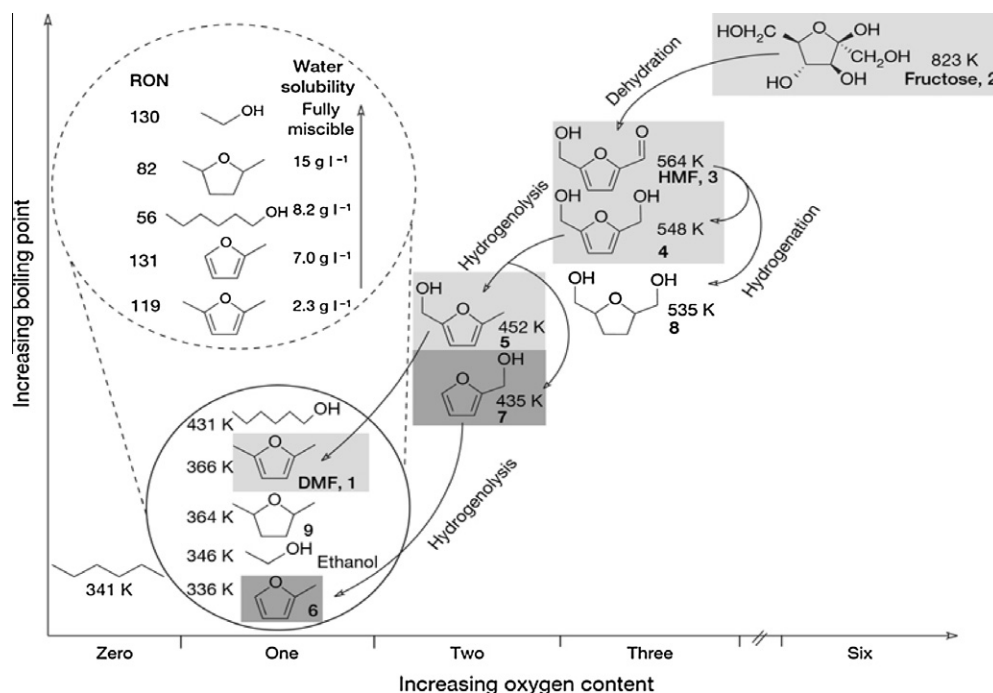 Increasing boiling point
RON
Water
solubility
130
OH
Fully
miscible
82
O
15 g l⁻¹
56
OH
8.2 g l⁻¹
131
O
7.0 g l⁻¹
119
O
2.3 g l⁻¹
HOH₂C
O
OH
CH₂OH
HO
OH
823 K
Fructose, 2
Dehydration
OH
O
O
564 K
HMF, 3
OH
OH
O
548 K
4
Hydrogenolysis
Hydrogenation
OH
OH
O
535 K
8
OH
O
452 K
5
OH
O
435 K
7
Hydrogenolysis
431 K
OH
366 K
O
DMF, 1
364 K
O
9
346 K
OH
Ethanol
336 K
O
6
341 K
Zero
One
Two
Three
Six
Increasing oxygen content